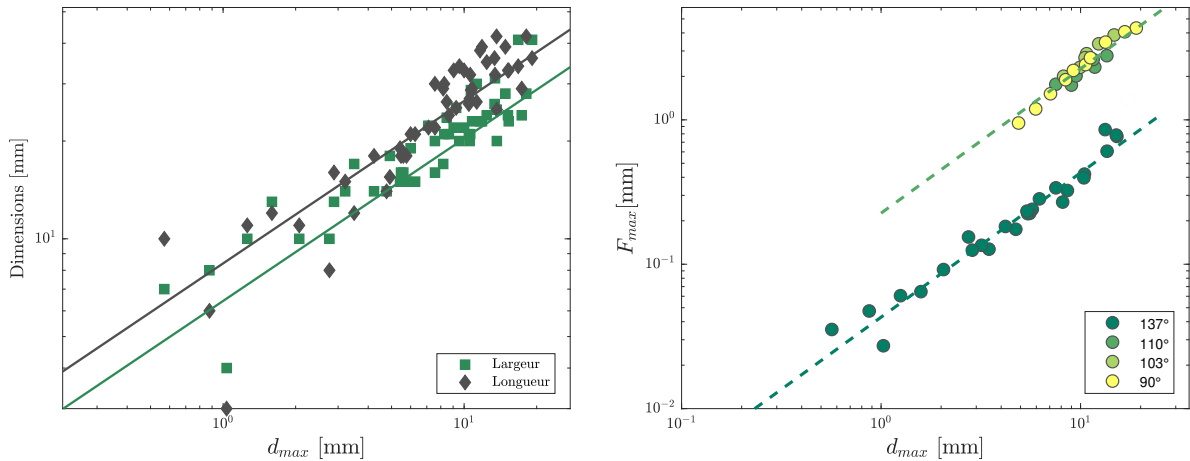 Dimensions [mm]
10¹
10⁰
10¹
d_max [mm]
Largeur
Longueur
F_max[mm]
10⁰
10⁻¹
10⁻²
10⁻¹
10⁰
10¹
d_max [mm]
137°
110°
103°
90°